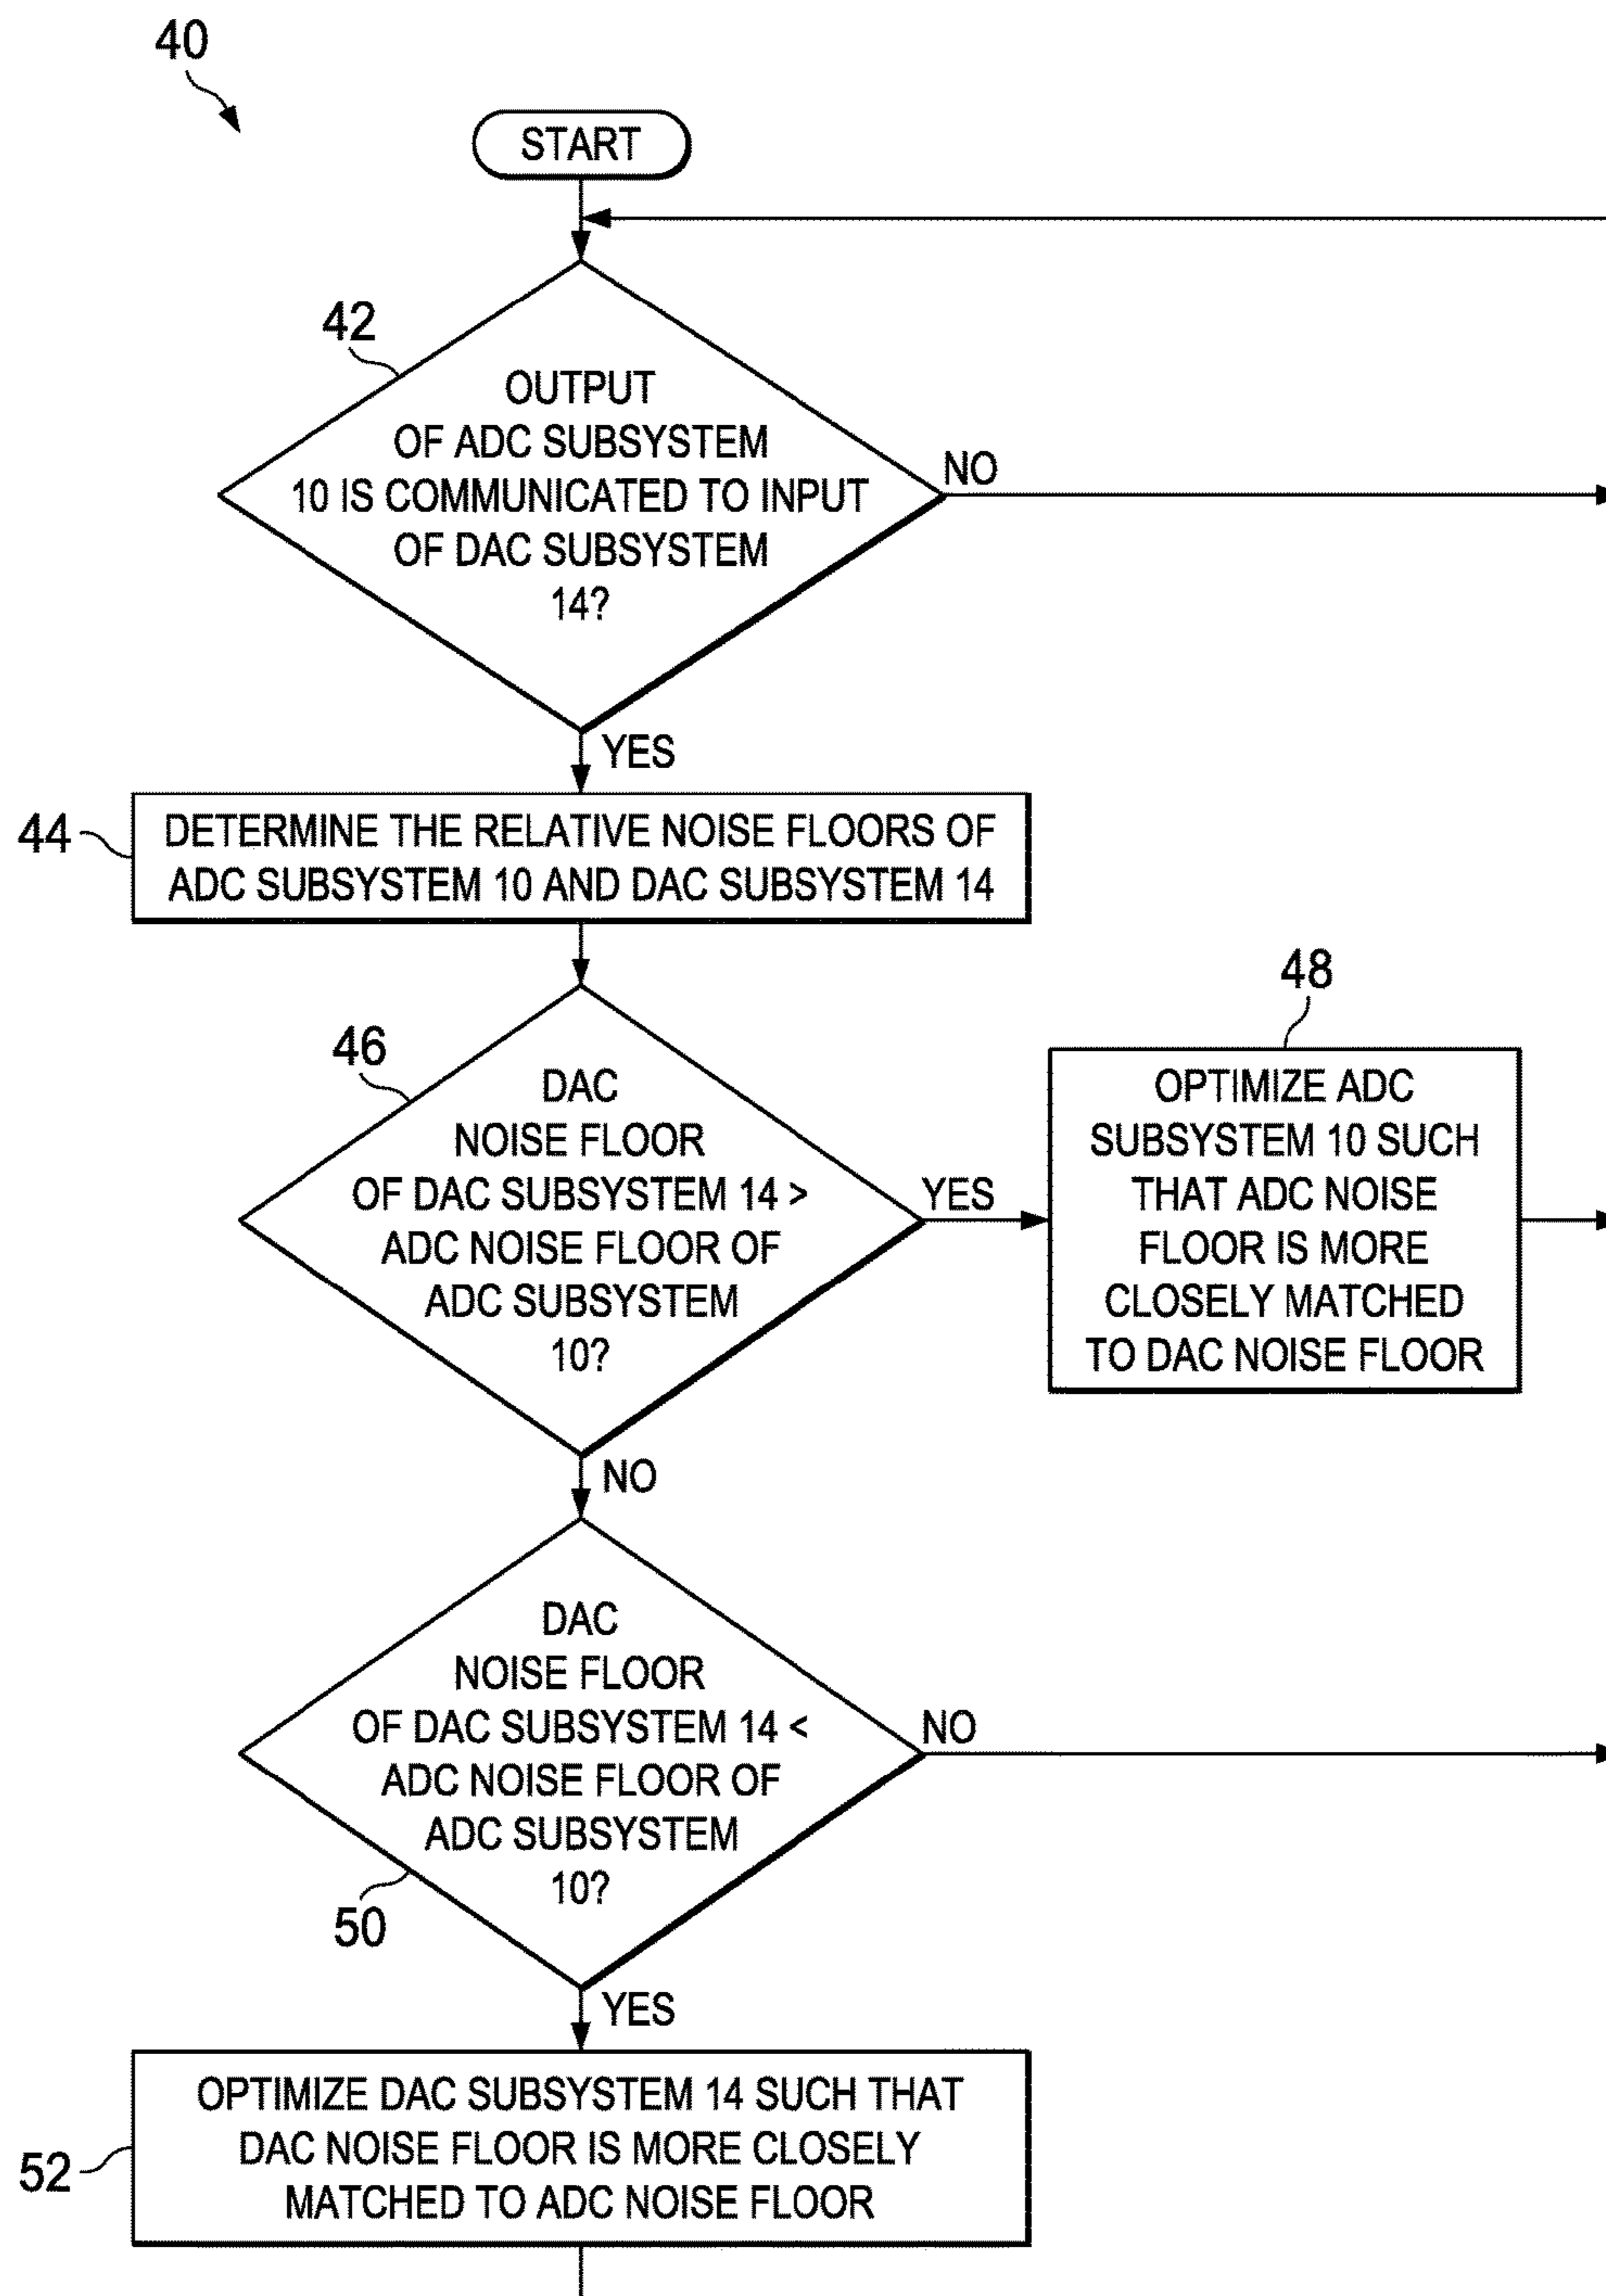 40
START
42
OUTPUT
OF ADC SUBSYSTEM
10 IS COMMUNICATED TO INPUT
OF DAC SUBSYSTEM
14?
NO
YES
44
DETERMINE THE RELATIVE NOISE FLOORS OF
ADC SUBSYSTEM 10 AND DAC SUBSYSTEM 14
46
DAC
NOISE FLOOR
OF DAC SUBSYSTEM 14 >
ADC NOISE FLOOR OF
ADC SUBSYSTEM
10?
YES
48
OPTIMIZE ADC
SUBSYSTEM 10 SUCH
THAT ADC NOISE
FLOOR IS MORE
CLOSELY MATCHED
TO DAC NOISE FLOOR
NO
DAC
NOISE FLOOR
OF DAC SUBSYSTEM 14 <
ADC NOISE FLOOR OF
ADC SUBSYSTEM
10?
NO
50
YES
52
OPTIMIZE DAC SUBSYSTEM 14 SUCH THAT
DAC NOISE FLOOR IS MORE CLOSELY
MATCHED TO ADC NOISE FLOOR